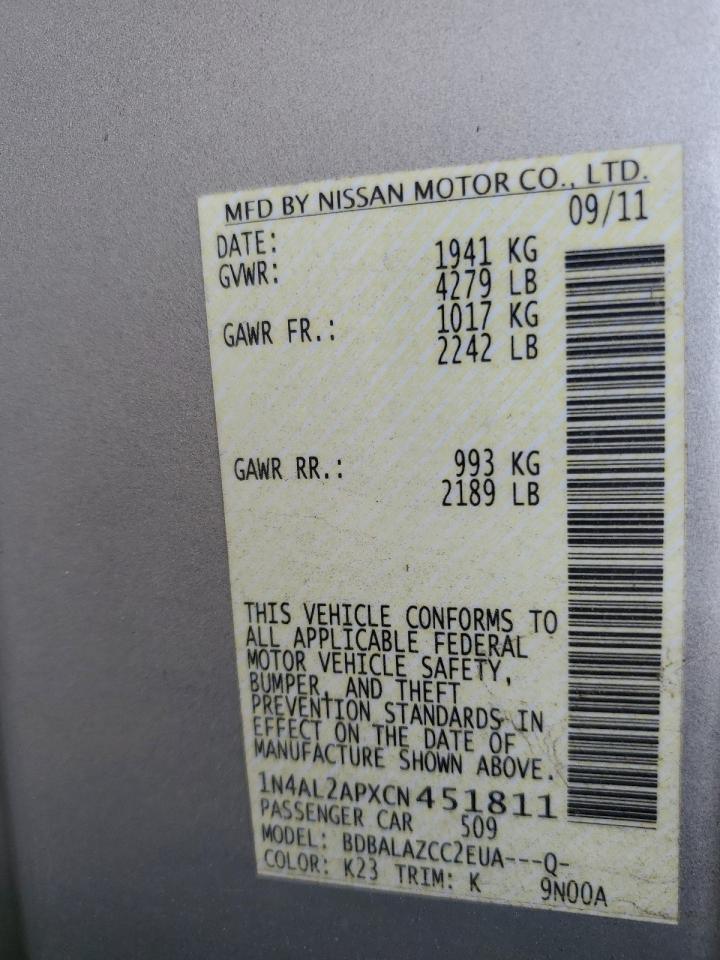 MFD BY NISSAN MOTOR CO., LTD.
DATE: 09/11
GVWR: 1941 KG
4279 LB
GAWR FR.: 1017 KG
2242 LB
GAWR RR.: 993 KG
2189 LB
THIS VEHICLE CONFORMS TO
ALL APPLICABLE FEDERAL
MOTOR VEHICLE SAFETY,
BUMPER, AND THEFT
PREVENTION STANDARDS IN
EFFECT ON THE DATE OF
MANUFACTURE SHOWN ABOVE.
1N4AL2APXCN451811
PASSENGER CAR 509
MODEL: BDBALAZCC2EUA---Q-
COLOR: K23 TRIM: K 9N00A